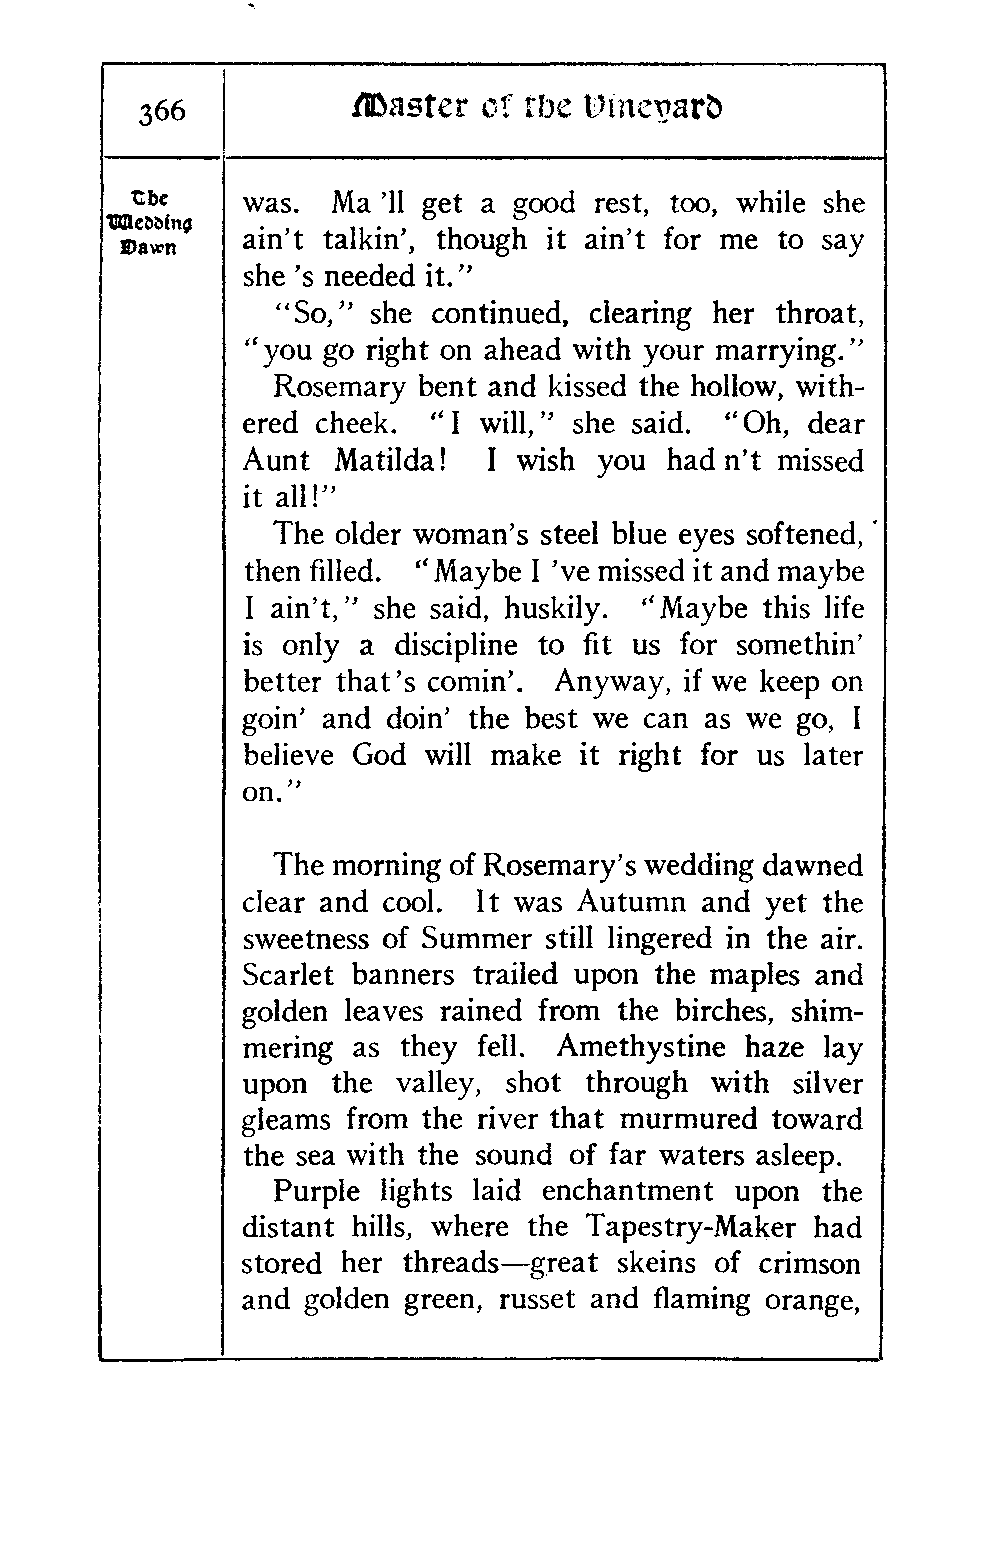 366
Master of the Vineyard
The
Wedding
Dawn
was. Ma 'll get a good rest, too, while she
ain't talkin', though it ain't for me to say
she 's needed it."
"So," she continued, clearing her throat,
"you go right on ahead with your marrying."
Rosemary bent and kissed the hollow, with-
ered cheek. "I will," she said. "Oh, dear
Aunt Matilda! I wish you had n't missed
it all!"
The older woman's steel blue eyes softened,
then filled. "Maybe I 've missed it and maybe
I ain't," she said, huskily. "Maybe this life
is only a discipline to fit us for somethin'
better that 's comin'. Anyway, if we keep on
goin' and doin' the best we can as we go, I
believe God will make it right for us later
on."
The morning of Rosemary's wedding dawned
clear and cool. It was Autumn and yet the
sweetness of Summer still lingered in the air.
Scarlet banners trailed upon the maples and
golden leaves rained from the birches, shim-
mering as they fell. Amethystine haze lay
upon the valley, shot through with silver
gleams from the river that murmured toward
the sea with the sound of far waters asleep.
Purple lights laid enchantment upon the
distant hills, where the Tapestry-Maker had
stored her threads—great skeins of crimson
and golden green, russet and flaming orange,